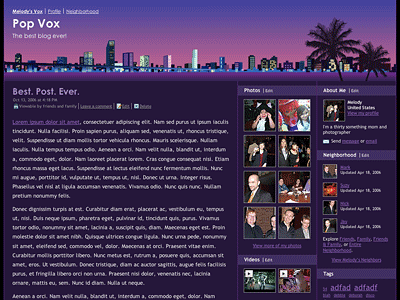 Melody's Vox | Profile | Neighborhood
Pop Vox
The best blog ever!
Best. Post. Ever.
Oct 13, 2006 at 4:18 PM
Viewable by Friends and family | Leave a comment | Edit | Delete
Lorem ipsum dolor sit amet, consectetuer adipiscing elit. Nam sed purus ut ipsum iaculis
tincidunt. Nulla facilisi. Proin sapien purus, aliquam sed, venenatis ut, rhoncus tristique,
velit. Suspendisse ut diam mollis tortor vehicula rhoncus. Mauris scelerisque. Nullam
iaculis. Nulla tempus tempus odio. Aenean a orci. Nam velit nulla, blandit ut, interdum
a, commodo eget, dolor. Nam laoreet placerat lorem. Cras congue suscipit elit. Etiam
rhoncus massa eget lacus. Suspendisse at lectus eleifend nunc fermentum mollis. Nunc
mi augue, porttitor id, vulputate ut, tempus ut, nisl. Donec ut urna. Integer risus.
Phasellus vel nisl at ligula accumsan venenatis. Vivamus odio. Quisque nunc. Nullam
pretium nonummy felis.
Donec dignissim turpis at est. Curabitur diam erat, placerat ac, vestibulum eu, tempus
ut, nisi. Duis neque ipsum, pharetra eget, pulvinar id, tincidunt quis, purus. Vivamus
tortor odio, nonummy sit amet, lacinia a, suscipit quis, diam. Maecenas eget est. Proin
molestie dolor sit amet nibh. Quisque ultrices congue ligula. Nunc urna pede, nonummy
sit amet, eleifend sed, commodo vel, dolor. Maecenas at orci. Praesent vitae enim.
Curabitur mollis porttitor libero. Nunc metus est, rutrum a, posuere quis, accumsan sit
amet, eros. Ut vestibulum. Donec tristique, diam ac auctor sagittis, augue felis facilisis
purus, et fringilla libero orci non urna. Praesent diam dolor, venenatis nec, lacinia
ornare, mattis eu, sem. Nunc id diam. Nulla ut neque.
Aenean a orci. Nam velit nulla, blandit ut, interdum a, commodo eget, dolor. Nam
Photos | Edit
View more of my photos
Videos | Edit
About Me | Edit
Melody
United States
View my profile
I'm a thirty something mom and
photographer
Send message or email
Neighborhood | Edit
Mark
Updated Apr 18, 2006
Suzy
Updated Apr 18, 2006
Mick
Updated Apr 18, 2006
Jay
Updated Apr 18, 2006
Explore Friends, Family, Friends
& Family, or Entire
Neighborhood
View Melody's Neighbors
Tags
adfad adfadf